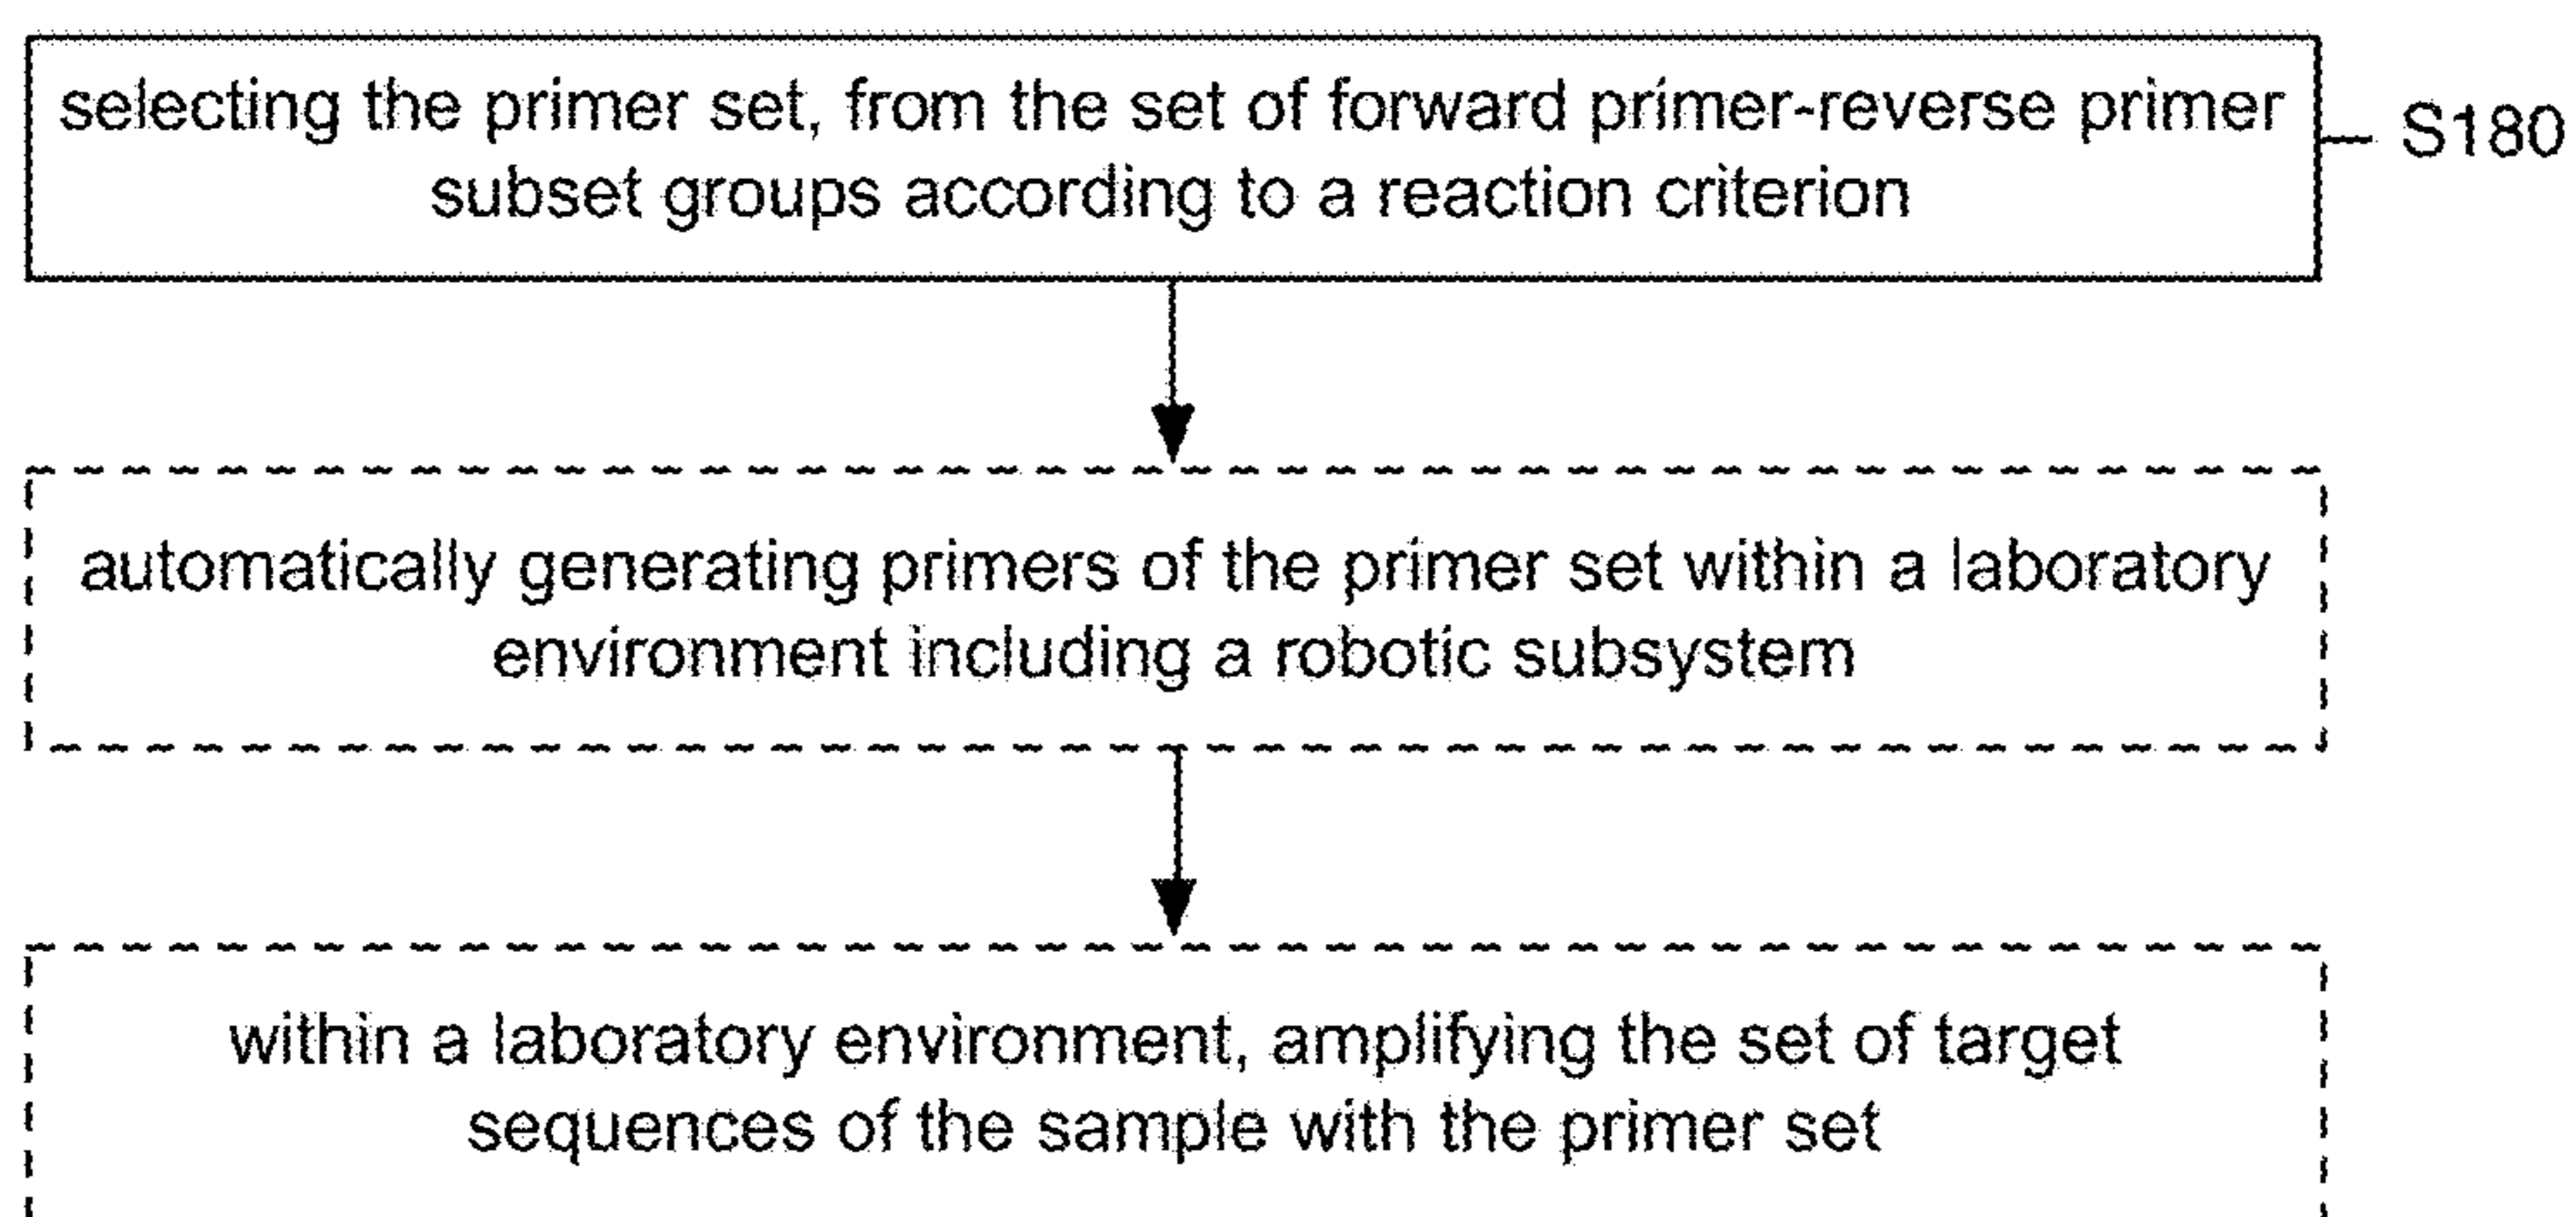 selecting the primer set, from the set of forward primer-reverse primer
subset groups according to a reaction criterion
S180
automatically generating primers of the primer set within a laboratory
environment including a robotic subsystem
within a laboratory environment, amplifying the set of target
sequences of the sample with the primer set